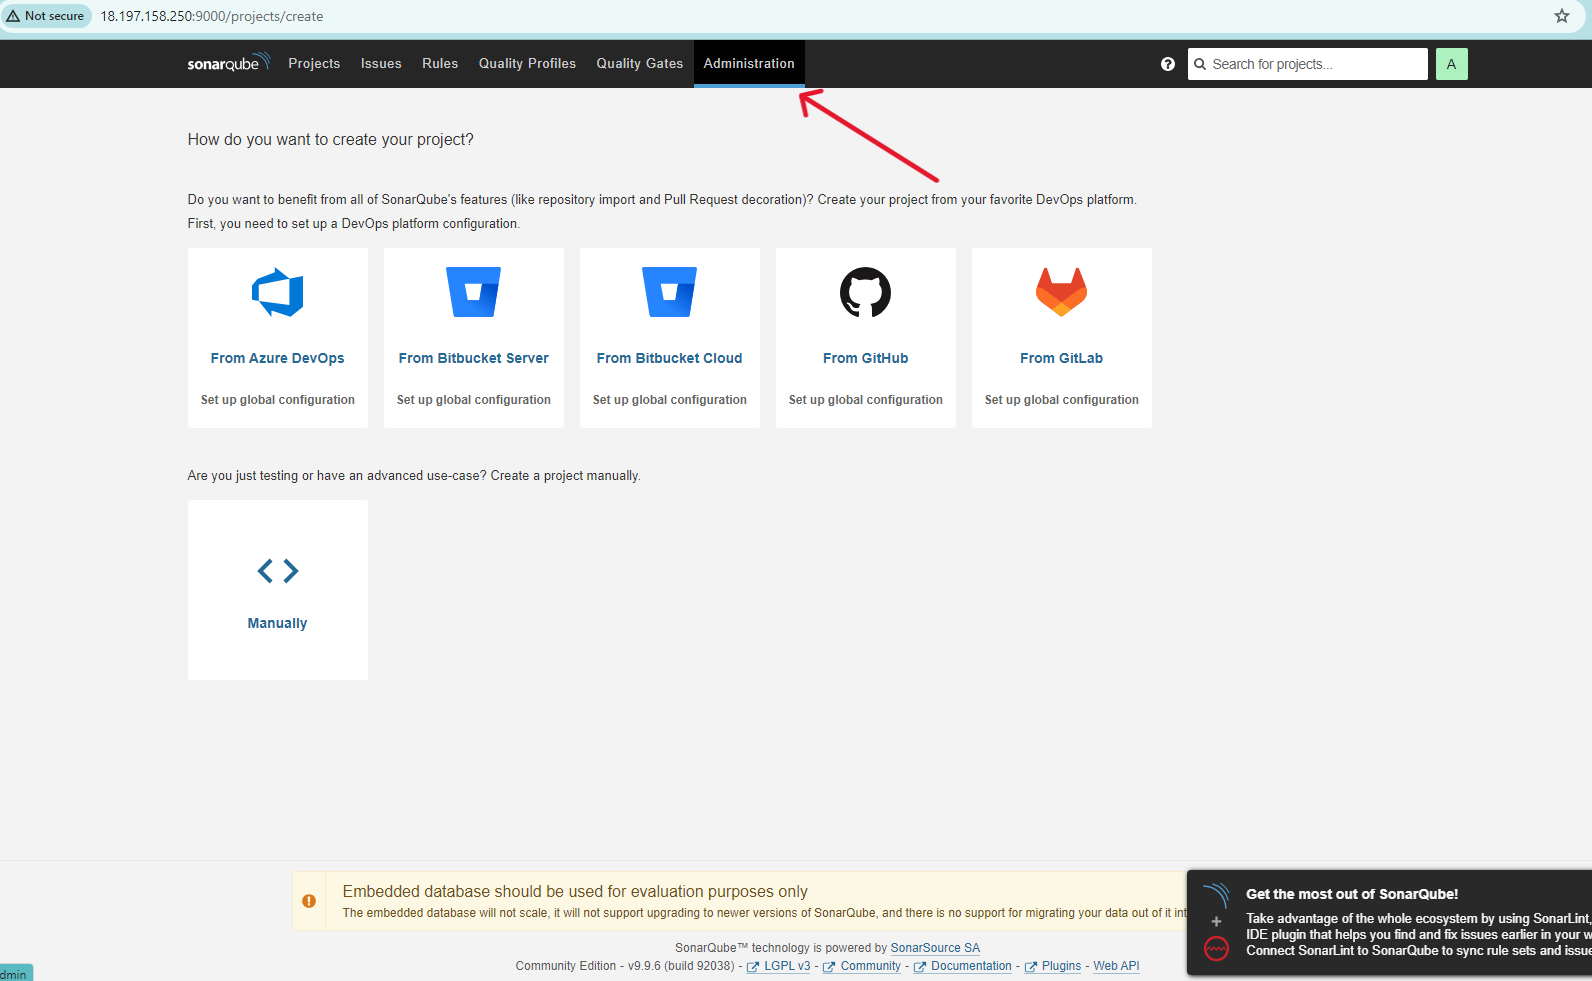 Not secure 18.197.158.250:9000/projects/create
sonarqube Projects Issues Rules Quality Profiles Quality Gates Administration ? Search for projects... A
How do you want to create your project?
Do you want to benefit from all of SonarQube's features (like repository import and Pull Request decoration)? Create your project from your favorite DevOps platform.
First, you need to set up a DevOps platform configuration.
From Azure DevOps From Bitbucket Server From Bitbucket Cloud From GitHub From GitLab
Set up global configuration Set up global configuration Set up global configuration Set up global configuration Set up global configuration
Are you just testing or have an advanced use-case? Create a project manually.
Manually
Embedded database should be used for evaluation purposes only
The embedded database will not scale, it will not support upgrading to newer versions of SonarQube, and there is no support for migrating your data out of it int
Get the most out of SonarQube!
Take advantage of the whole ecosystem by using SonarLint,
IDE plugin that helps you find and fix issues earlier in your w
Connect SonarLint to SonarQube to sync rule sets and issue
SonarQube™ technology is powered by SonarSource SA
Community Edition - v9.9.6 (build 92038) - LGPL v3 - Community - Documentation - Plugins - Web API
dmin